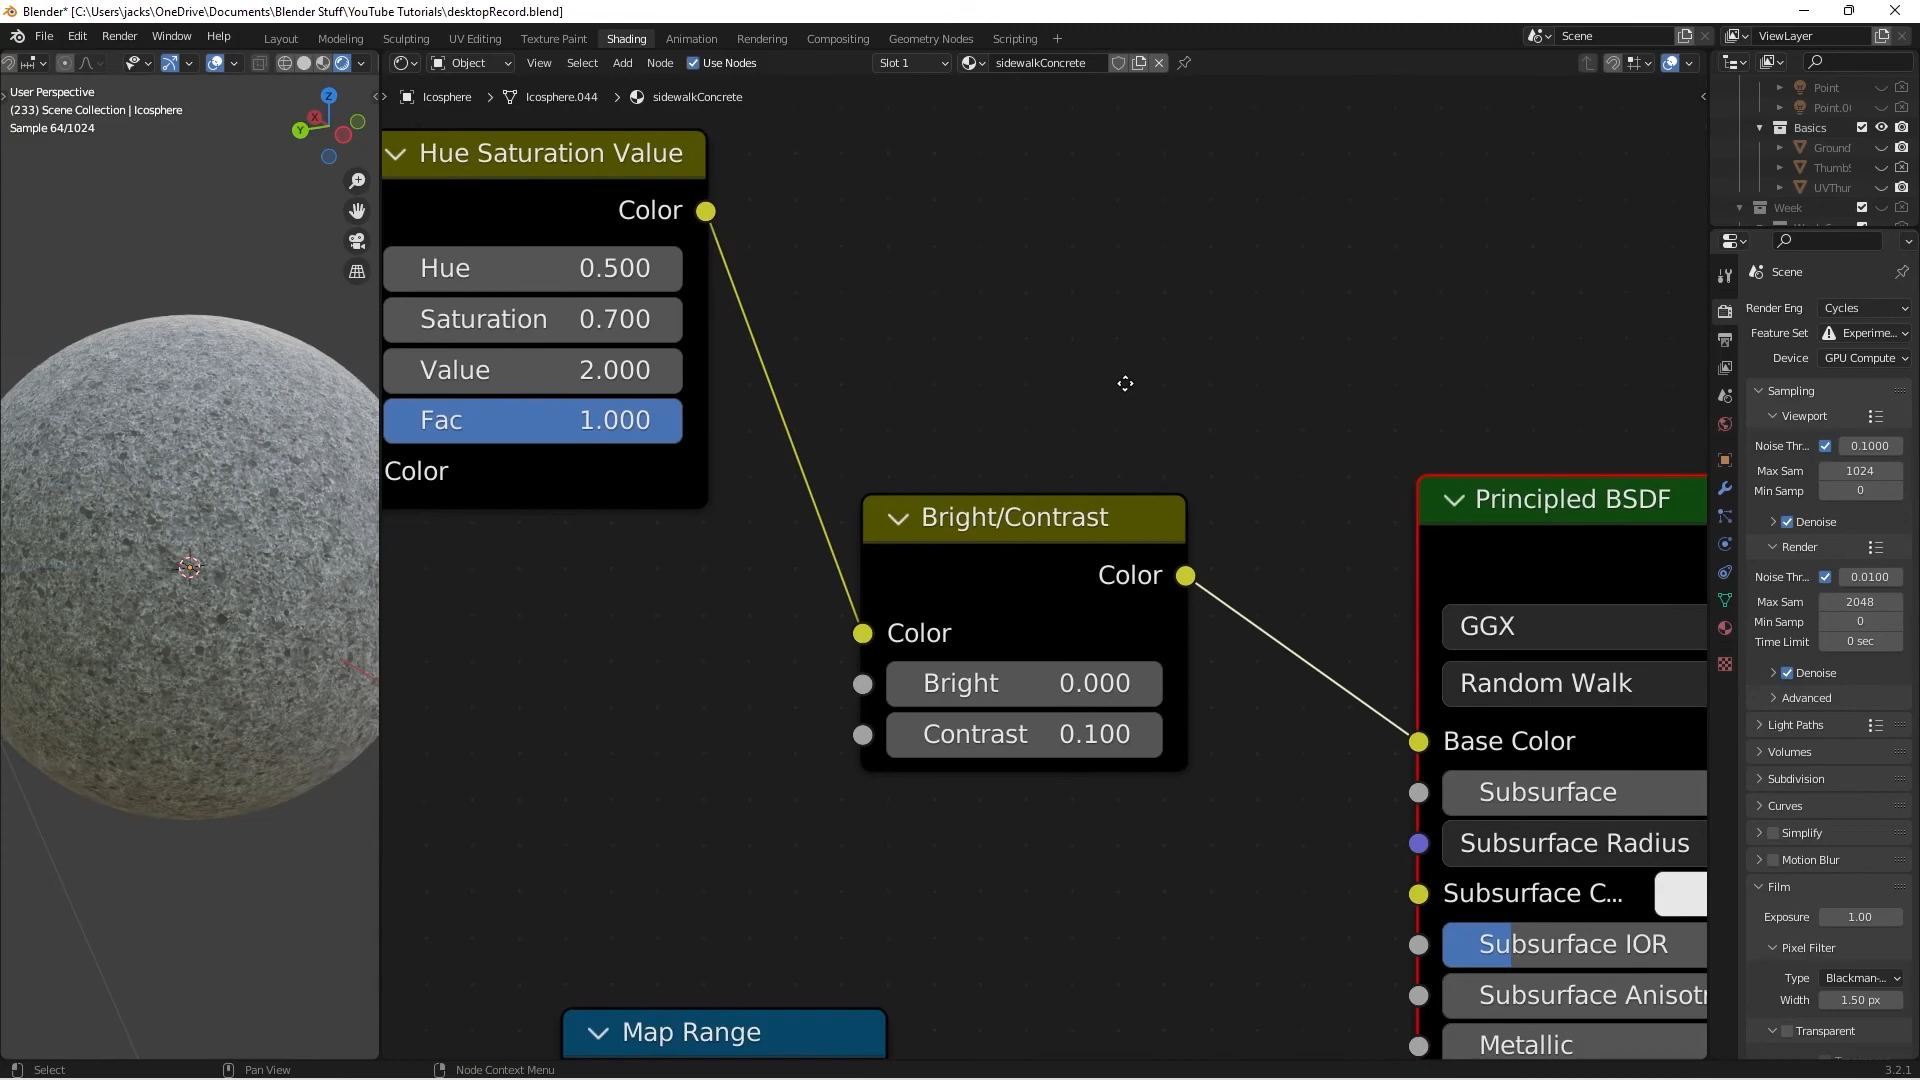 Blender* [C:\Users\jacks\OneDrive\Documents\Blender Stuff\YouTube Tutorials\desktopRecord.blend]
File Edit Render Window Help
Layout Modeling Sculpting UV Editing Texture Paint Shading Animation Rendering Compositing Geometry Nodes Scripting
Scene
ViewLayer
Object View Select Add Node Use Nodes Slot 1 sidewalkConcrete
User Perspective
(233) Scene Collection | Icosphere
Sample 64/1024
X
Y
Z
Icosphere > Icosphere.044 > sidewalkConcrete
Hue Saturation Value
Color
Hue 0.500
Saturation 0.700
Value 2.000
Fac 1.000
Color
Bright/Contrast
Color
Color
Bright 0.000
Contrast 0.100
Map Range
Principled BSDF
GGX
Random Walk
Base Color
Subsurface
Subsurface Radius
Subsurface C...
Subsurface IOR
Subsurface Anisotr
Metallic
Point
Point.0
Basics
Ground
Thumb
UVThur
Week
Scene
Render Eng Cycles
Feature Set Experime...
Device GPU Compute
Sampling
Viewport
Noise Thr... 0.1000
Max Sam 1024
Min Samp 0
Denoise
Render
Noise Thr... 0.0100
Max Sam 2048
Min Samp 0
Time Limit 0 sec
Denoise
Advanced
Light Paths
Volumes
Subdivision
Curves
Simplify
Motion Blur
Film
Exposure 1.00
Pixel Filter
Type Blackman-...
Width 1.50 px
Transparent
Select
Pan View
Node Context Menu
3.2.1